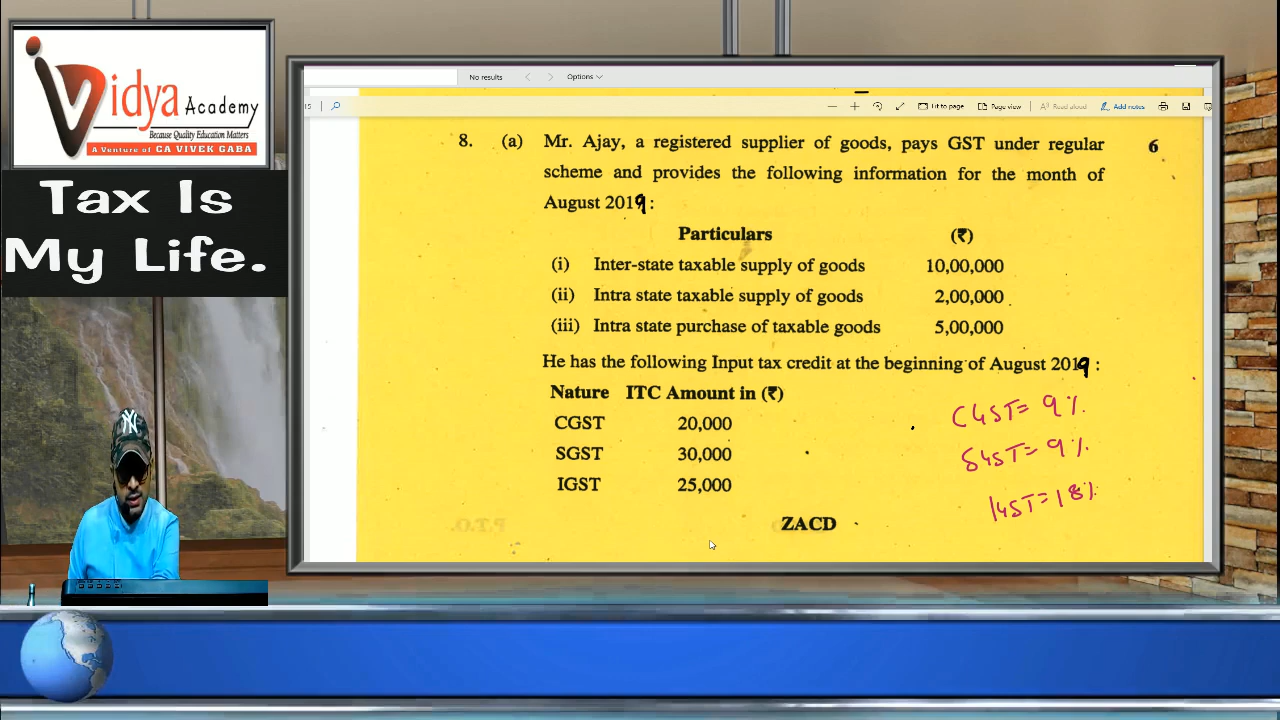 iVidya Academy
Because Quality Education Matters
A Venture of CA VIVEK GABA
Tax Is
My Life.
No results
Options
15
Fit to page
Page view
Read aloud
Add notes
8. (a) Mr. Ajay, a registered supplier of goods, pays GST under regular 6
scheme and provides the following information for the month of
August 2019 :
Particulars (₹)
(i) Inter-state taxable supply of goods 10,00,000
(ii) Intra state taxable supply of goods 2,00,000
(iii) Intra state purchase of taxable goods 5,00,000
He has the following Input tax credit at the beginning of August 2019 :
Nature ITC Amount in (₹)
CGST 20,000
SGST 30,000
IGST 25,000
CGST = 9%
SGST = 9%
IGST = 18%
P.T.O.
ZACD
NY